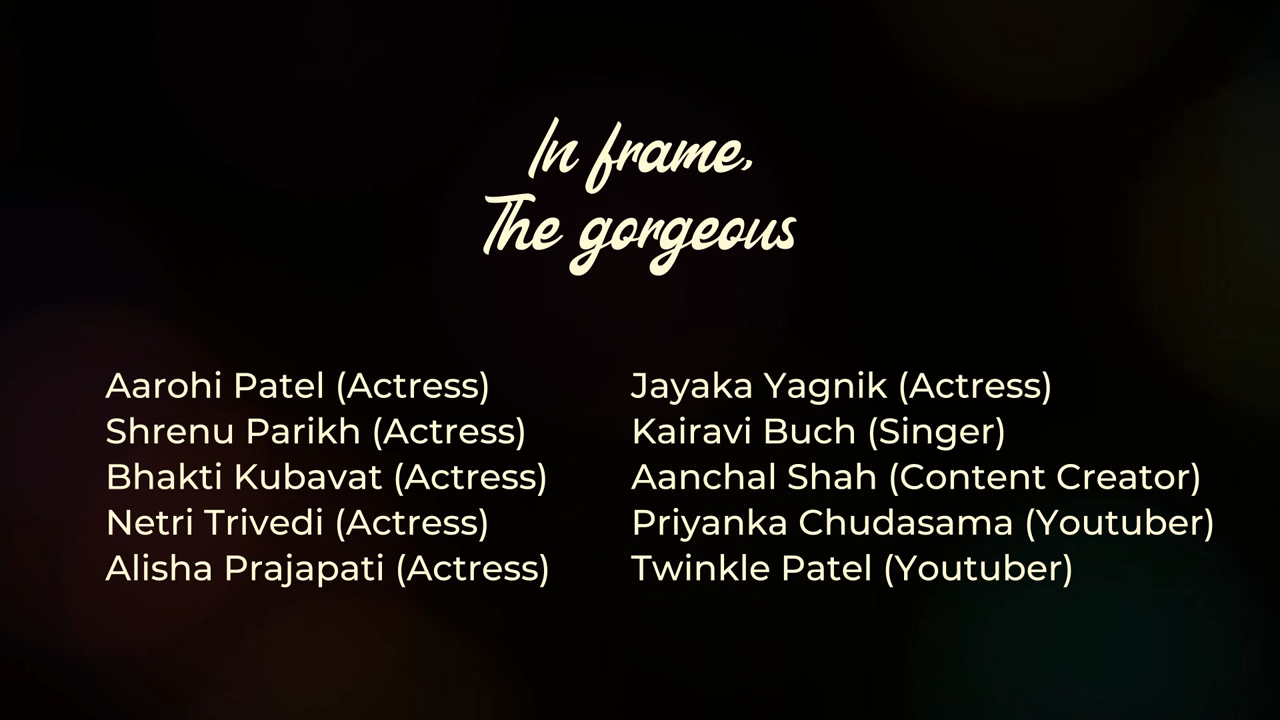 In frame,
The gorgeous
Aarohi Patel (Actress)
Shrenu Parikh (Actress)
Bhakti Kubavat (Actress)
Netri Trivedi (Actress)
Alisha Prajapati (Actress)
Jayaka Yagnik (Actress)
Kairavi Buch (Singer)
Aanchal Shah (Content Creator)
Priyanka Chudasama (Youtuber)
Twinkle Patel (Youtuber)